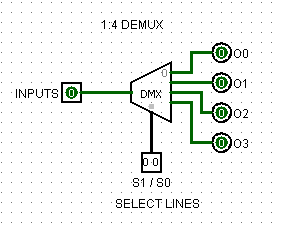 1:4 DEMUX
0
0 O0
INPUTS 0 DMX 0 O1
0 O2
0 O3
0 0
S1 / S0
SELECT LINES